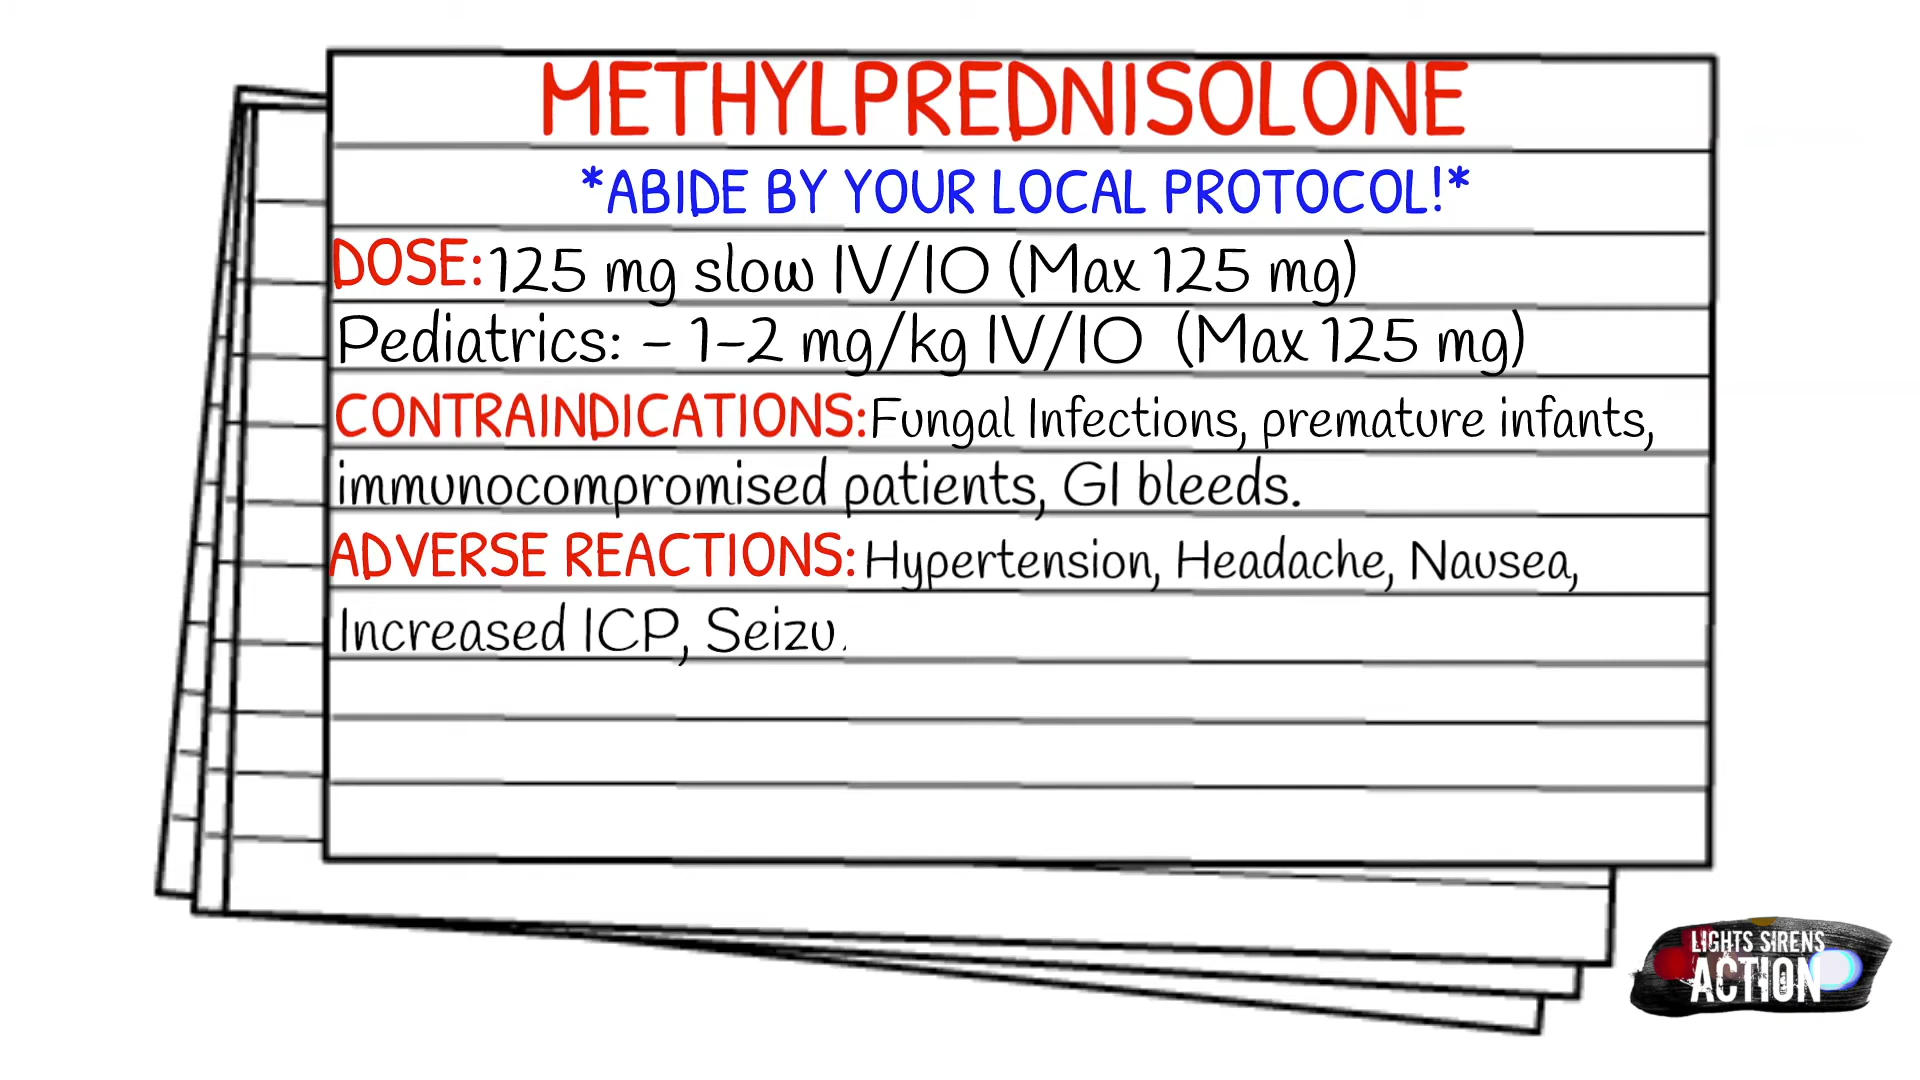 METHYLPREDNISOLONE
*ABIDE BY YOUR LOCAL PROTOCOL!*
DOSE: 125 mg slow IV/IO (Max 125 mg)
Pediatrics: - 1-2 mg/kg IV/IO (Max 125 mg)
CONTRAINDICATIONS: Fungal Infections, premature infants,
immunocompromised patients, GI bleeds.
ADVERSE REACTIONS: Hypertension, Headache, Nausea,
Increased ICP, Seizu
LIGHTS SIRENS
ACTION